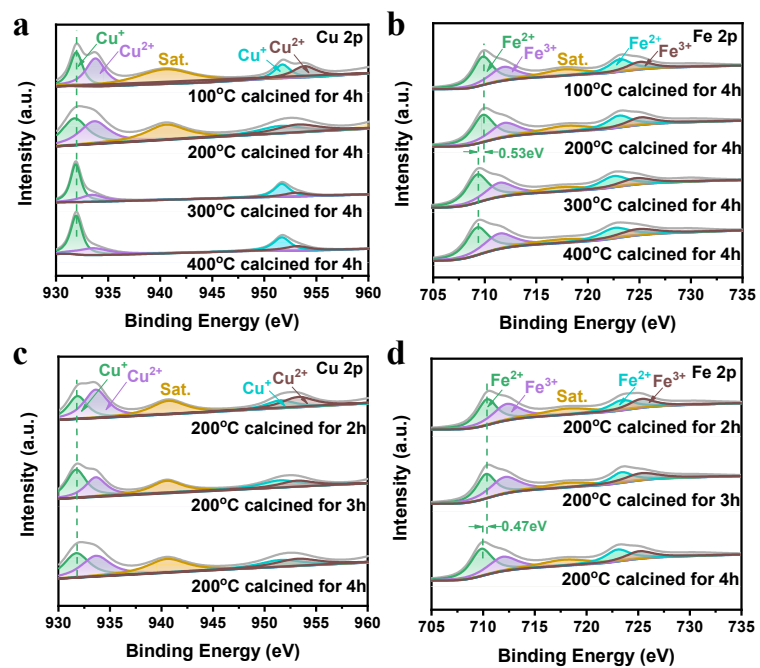 a
Cu 2p
Cu⁺
Cu²⁺
Sat.
Cu⁺
Cu²⁺
100°C calcined for 4h
200°C calcined for 4h
300°C calcined for 4h
400°C calcined for 4h
Intensity (a.u.)
930 935 940 945 950 955 960
Binding Energy (eV)
b
Fe 2p
Fe²⁺
Fe³⁺
Sat.
Fe²⁺
Fe³⁺
100°C calcined for 4h
200°C calcined for 4h
0.53eV
300°C calcined for 4h
400°C calcined for 4h
Intensity (a.u.)
705 710 715 720 725 730 735
Binding Energy (eV)
c
Cu 2p
Cu⁺
Cu²⁺
Sat.
Cu⁺
Cu²⁺
200°C calcined for 2h
200°C calcined for 3h
200°C calcined for 4h
Intensity (a.u.)
930 935 940 945 950 955 960
Binding Energy (eV)
d
Fe 2p
Fe²⁺
Fe³⁺
Sat.
Fe²⁺
Fe³⁺
200°C calcined for 2h
200°C calcined for 3h
0.47eV
200°C calcined for 4h
Intensity (a.u.)
705 710 715 720 725 730 735
Binding Energy (eV)